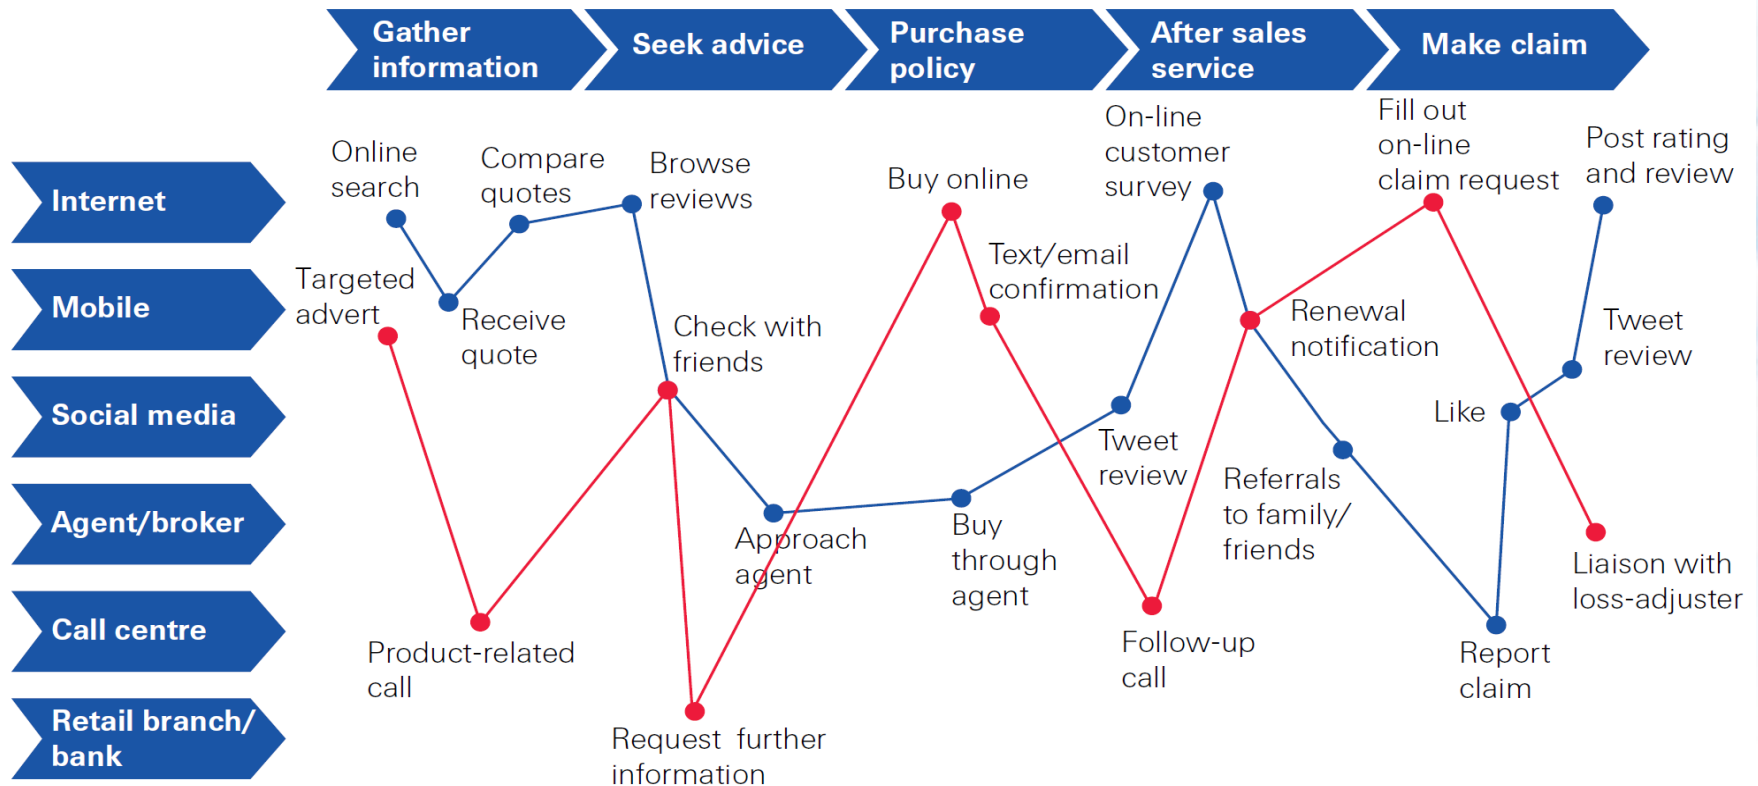 Gather
information
Seek advice
Purchase
policy
After sales
service
Make claim
Internet
Mobile
Social media
Agent/broker
Call centre
Retail branch/
bank
Online
search
Compare
quotes
Browse
reviews
Buy online
On-line
customer
survey
Fill out
on-line
claim request
Post rating
and review
Targeted
advert
Receive
quote
Check with
friends
Text/email
confirmation
Renewal
notification
Tweet
review
Like
Tweet
review
Referrals
to family/
friends
Approach
agent
Buy
through
agent
Liaison with
loss-adjuster
Product-related
call
Follow-up
call
Report
claim
Request further
information